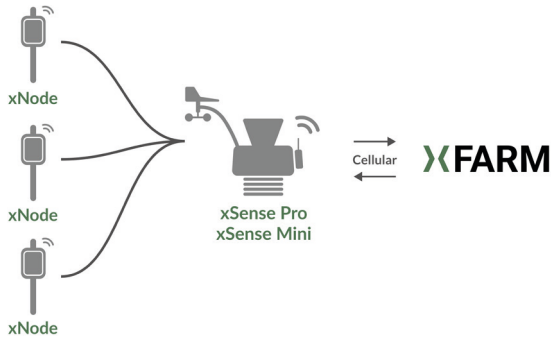 xNode
xNode
xNode
xSense Pro
xSense Mini
Cellular
XFARM